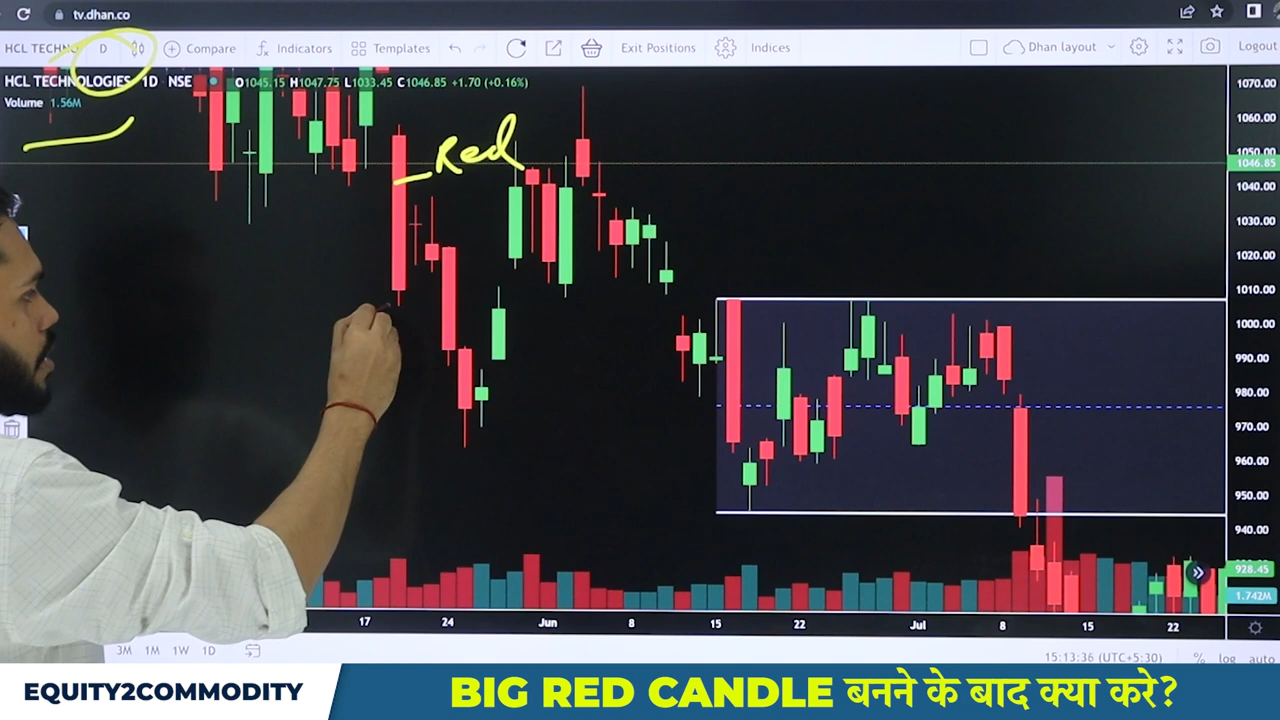 tv.dhan.co
HCL TECHNO D Compare Indicators Templates Exit Positions Indices Dhan layout Logout
HCL TECHNOLOGIES 1D NSE O1045.15 H1047.75 L1033.45 C1046.85 +1.70 (+0.16%)
Volume 1.56M
Red
1070.00
1060.00
1050.00
1046.85
1040.00
1030.00
1020.00
1010.00
1000.00
990.00
980.00
970.00
960.00
950.00
940.00
928.45
1.742M
17 24 Jun 8 15 22 Jul 8 15 22
3M 1M 1W 1D 15:13:36 (UTC+5:30) % log auto
EQUITY2COMMODITY BIG RED CANDLE बनने के बाद क्या करे?